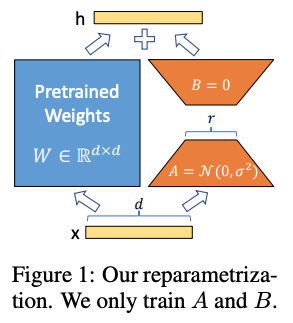 h
Pretrained
Weights
W ∈ ℝ^{d×d}
B = 0
r
A = 𝒩(0, σ²)
d
x
Figure 1: Our reparametriza-
tion. We only train A and B.